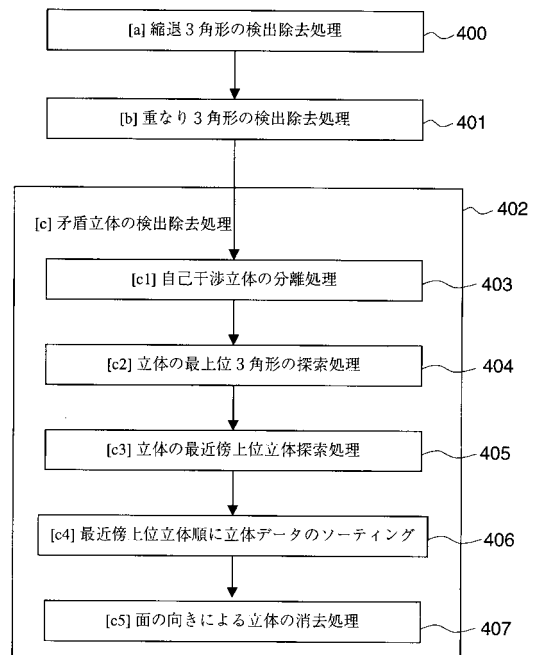 [a] 縮退3角形の検出除去処理
400
[b] 重なり3角形の検出除去処理
401
402
[c] 矛盾立体の検出除去処理
[c1] 自己干渉立体の分離処理
403
[c2] 立体の最上位3角形の探索処理
404
[c3] 立体の最近傍上位立体探索処理
405
[c4] 最近傍上位立体順に立体データのソーティング
406
[c5] 面の向きによる立体の消去処理
407